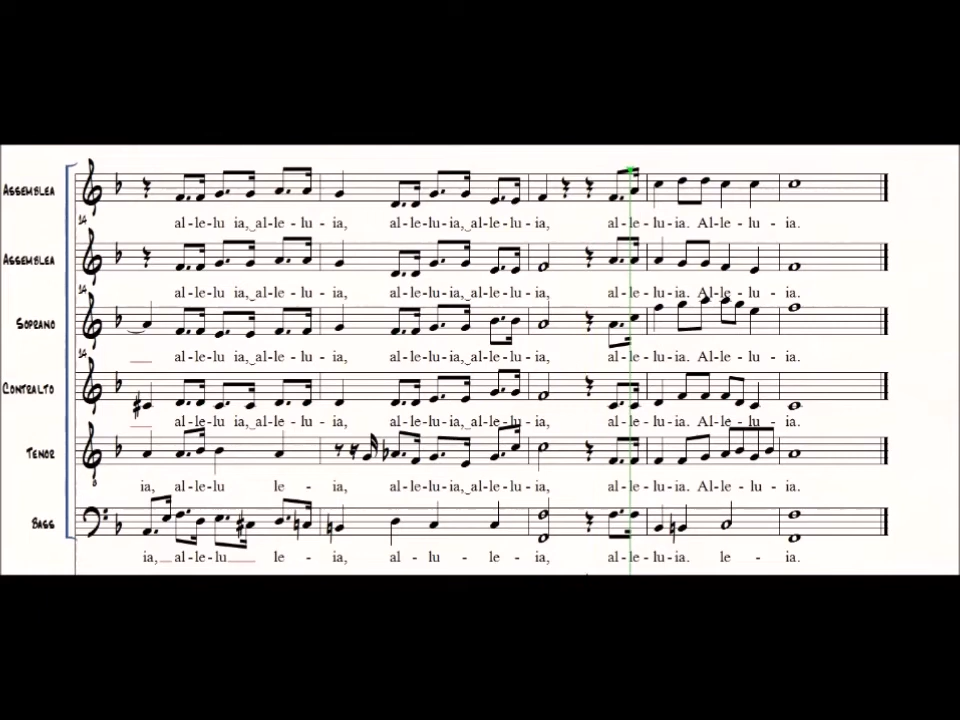 ASSEMBLEA
14
al-le-lu ia, al-le-lu-ia, al-le-lu-ia, al-le-lu-ia, al-le-lu-ia. Al-le-lu-ia.
ASSEMBLEA
14
al-le-lu ia, al-le-lu-ia, al-le-lu-ia, al-le-lu-ia, al-le-lu-ia. Al-le-lu-ia.
SOPRANO
14
al-le-lu ia, al-le-lu-ia, al-le-lu-ia, al-le-lu-ia, al-le-lu-ia. Al-le-lu-ia.
CONTRALTO
al-le-lu ia, al-le-lu-ia, al-le-lu-ia, al-le-lu-ia, al-le-lu-ia. Al-le-lu-ia.
TENOR
8
ia, al-le-lu le - ia, al-le-lu-ia, al-le-lu-ia, al-le-lu-ia. Al-le-lu-ia.
BASS
ia, al-le-lu le - ia, al - lu - le - ia, al-le-lu-ia. le - ia.